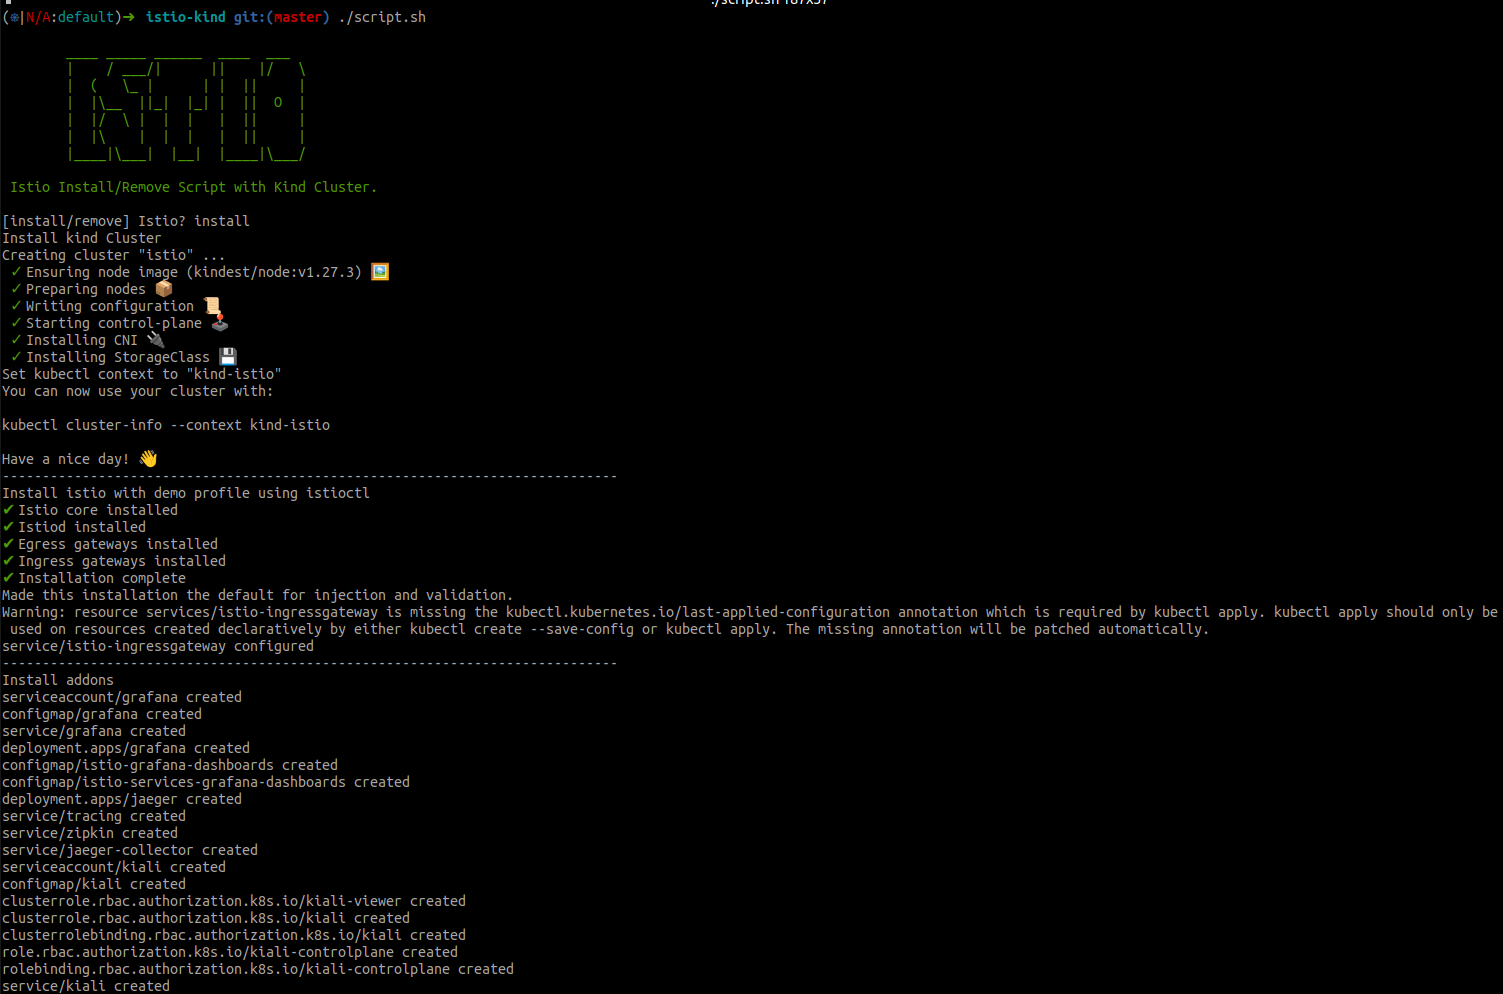 ./script.sh 187x57
(⎈|N/A:default)➜  istio-kind git:(master) ./script.sh
        ____ _____ ______  ____  ___
        |    / ___/|      ||    |/   \
        |  (   \_ |      | |  ||     |
        |  |\__  ||_|  |_| |  ||  O  |
        |  |/  \ |  |  |   |  ||     |
        |  |\    |  |  |   |  ||     |
        |____|\___|  |__|  |____|\___/
 Istio Install/Remove Script with Kind Cluster.
[install/remove] Istio? install
Install kind Cluster
Creating cluster "istio" ...
 ✓ Ensuring node image (kindest/node:v1.27.3) 🖼
 ✓ Preparing nodes 📦
 ✓ Writing configuration 📜
 ✓ Starting control-plane 🕹
 ✓ Installing CNI 🔌
 ✓ Installing StorageClass 💾
Set kubectl context to "kind-istio"
You can now use your cluster with:
kubectl cluster-info --context kind-istio
Have a nice day! 👋
-----------------------------------------------------------------------------
Install istio with demo profile using istioctl
✔ Istio core installed
✔ Istiod installed
✔ Egress gateways installed
✔ Ingress gateways installed
✔ Installation complete
Made this installation the default for injection and validation.
Warning: resource services/istio-ingressgateway is missing the kubectl.kubernetes.io/last-applied-configuration annotation which is required by kubectl apply. kubectl apply should only be
 used on resources created declaratively by either kubectl create --save-config or kubectl apply. The missing annotation will be patched automatically.
service/istio-ingressgateway configured
-----------------------------------------------------------------------------
Install addons
serviceaccount/grafana created
configmap/grafana created
service/grafana created
deployment.apps/grafana created
configmap/istio-grafana-dashboards created
configmap/istio-services-grafana-dashboards created
deployment.apps/jaeger created
service/tracing created
service/zipkin created
service/jaeger-collector created
serviceaccount/kiali created
configmap/kiali created
clusterrole.rbac.authorization.k8s.io/kiali-viewer created
clusterrole.rbac.authorization.k8s.io/kiali created
clusterrolebinding.rbac.authorization.k8s.io/kiali created
role.rbac.authorization.k8s.io/kiali-controlplane created
rolebinding.rbac.authorization.k8s.io/kiali-controlplane created
service/kiali created